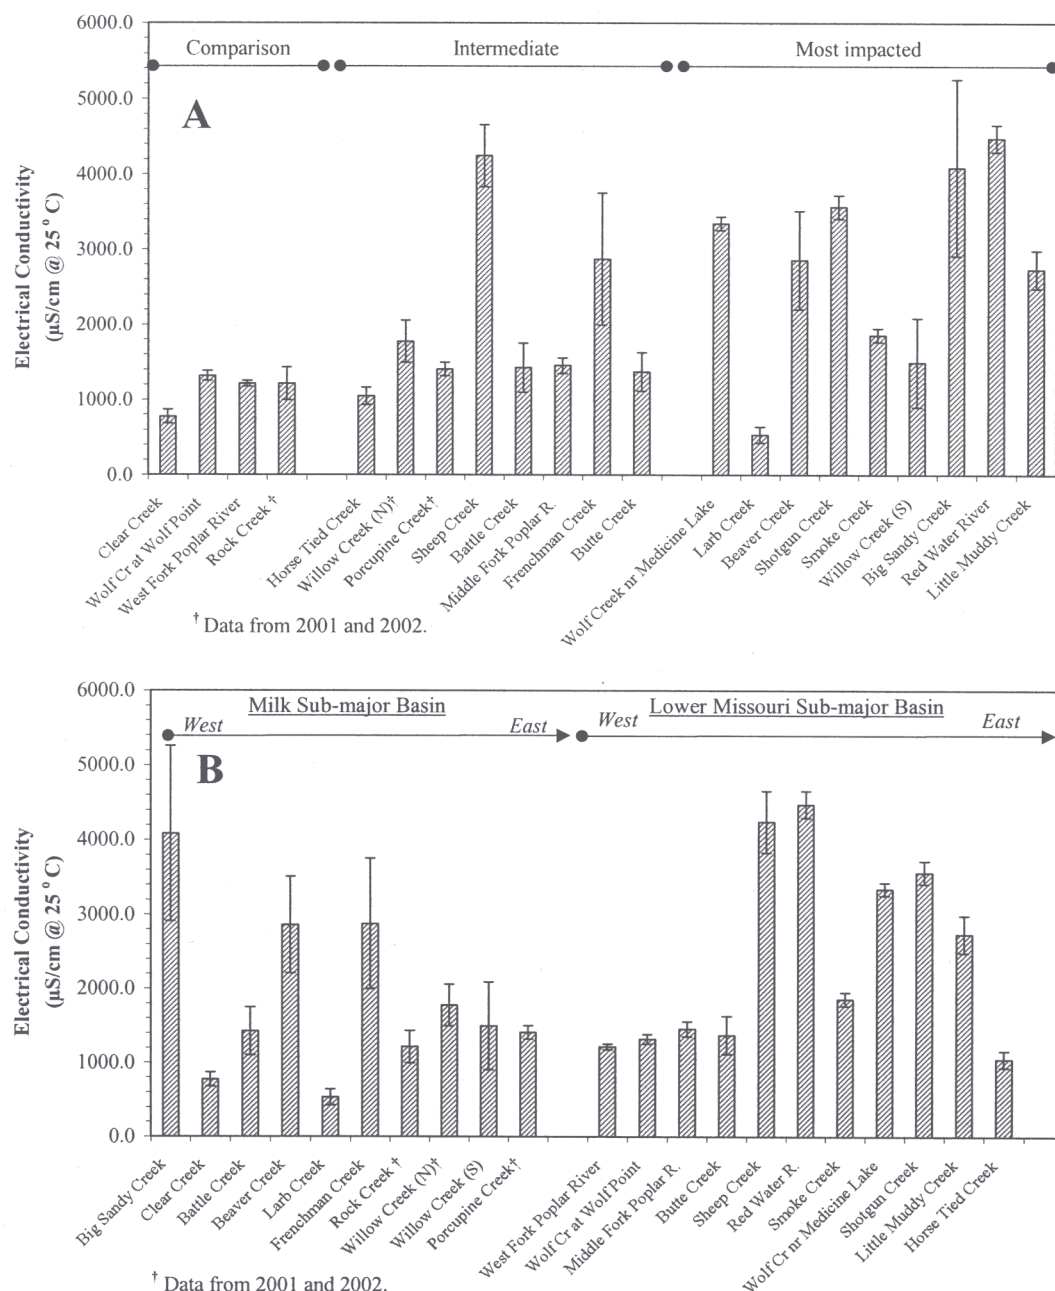 6000.0
5000.0
4000.0
3000.0
2000.0
1000.0
0.0
Electrical Conductivity
(µS/cm @ 25 ° C)
Comparison
Intermediate
Most impacted
A
Clear Creek
Wolf Cr at Wolf Point
West Fork Poplar River
Rock Creek †
Horse Tied Creek
Willow Creek (N)†
Porcupine Creek†
Sheep Creek
Battle Creek
Middle Fork Poplar R.
Frenchman Creek
Butte Creek
Wolf Creek nr Medicine Lake
Larb Creek
Beaver Creek
Shotgun Creek
Smoke Creek
Willow Creek (S)
Big Sandy Creek
Red Water River
Little Muddy Creek
† Data from 2001 and 2002.
6000.0
5000.0
4000.0
3000.0
2000.0
1000.0
0.0
Electrical Conductivity
(µS/cm @ 25 ° C)
Milk Sub-major Basin
West
East
Lower Missouri Sub-major Basin
West
East
B
Big Sandy Creek
Clear Creek
Battle Creek
Beaver Creek
Larb Creek
Frenchman Creek
Rock Creek †
Willow Creek (N)†
Willow Creek (S)
Porcupine Creek†
West Fork Poplar River
Wolf Cr at Wolf Point
Middle Fork Poplar R.
Butte Creek
Sheep Creek
Red Water R.
Smoke Creek
Wolf Cr nr Medicine Lake
Shotgun Creek
Little Muddy Creek
Horse Tied Creek
† Data from 2001 and 2002.